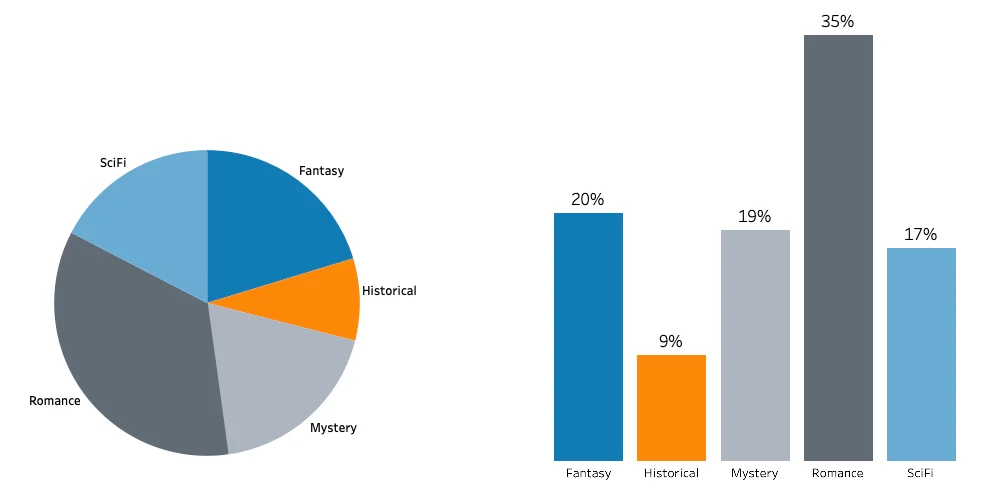 SciFi
Fantasy
Historical
Romance
Mystery
35%
20%
19%
17%
9%
Fantasy
Historical
Mystery
Romance
SciFi